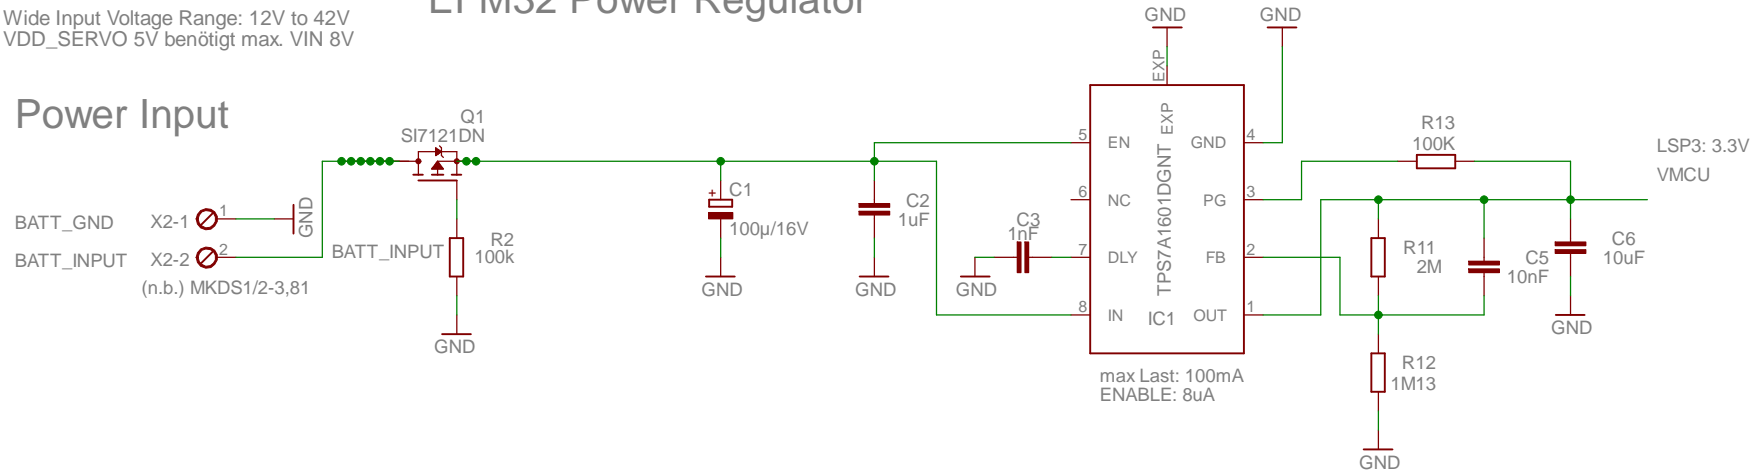 Wide Input Voltage Range: 12V to 42V
VDD_SERVO 5V benötigt max. VIN 8V
Power Regulator
Power Input
Q1
SI7121DN
BATT_GND X2-1 1
GND
BATT_INPUT X2-2 2
(n.b.) MKDS1/2-3,81
BATT_INPUT
R2
100k
GND
C1
+
100µ/16V
GND
C2
1uF
GND
C3
1nF
GND
GND
GND
EXP
EXP
5 EN
6 NC
7 DLY
8 IN
TPS7A1601DGNT
IC1
GND 4
PG 3
FB 2
OUT 1
max Last: 100mA
ENABLE: 8uA
R13
100K
LSP3: 3.3V
VMCU
R11
2M
C5
10nF
C6
10uF
GND
R12
1M13
GND